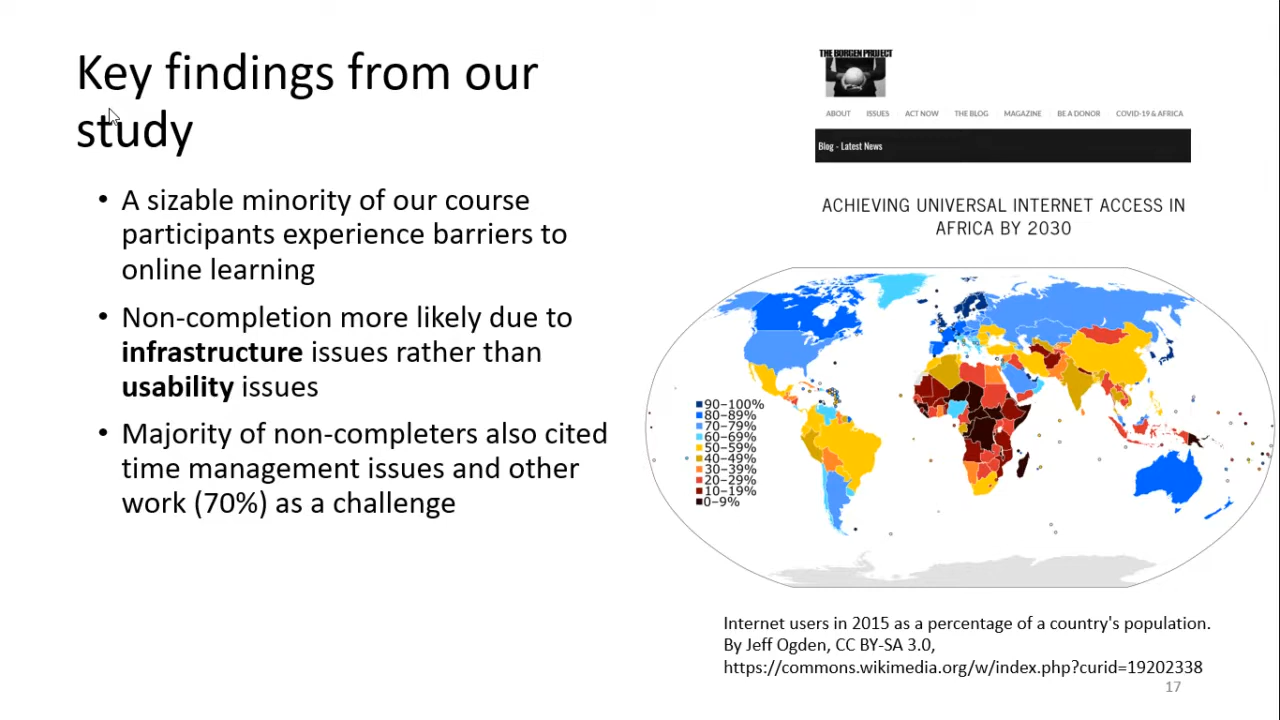 Key findings from our
study
• A sizable minority of our course
participants experience barriers to
online learning
• Non-completion more likely due to
infrastructure issues rather than
usability issues
• Majority of non-completers also cited
time management issues and other
work (70%) as a challenge
THE BORGEN PROJECT
ABOUT ISSUES ACT NOW THE BLOG MAGAZINE BE A DONOR COVID-19 & AFRICA
Blog - Latest News
ACHIEVING UNIVERSAL INTERNET ACCESS IN
AFRICA BY 2030
90–100%
80–89%
70–79%
60–69%
50–59%
40–49%
30–39%
20–29%
10–19%
0–9%
Internet users in 2015 as a percentage of a country's population.
By Jeff Ogden, CC BY-SA 3.0,
https://commons.wikimedia.org/w/index.php?curid=19202338
17